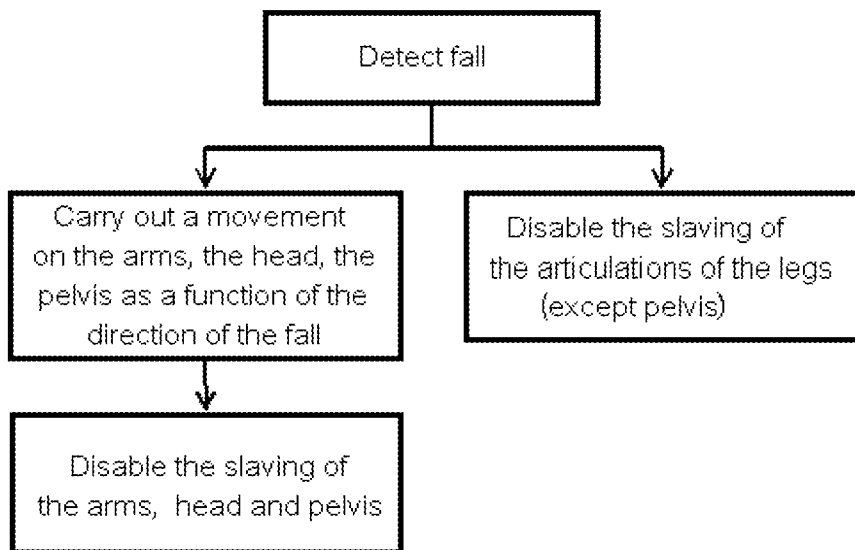 Detect fall
Carry out a movement
on the arms, the head, the
pelvis as a function of the
direction of the fall
Disable the slaving of
the articulations of the legs
(except pelvis)
Disable the slaving of
the arms, head and pelvis